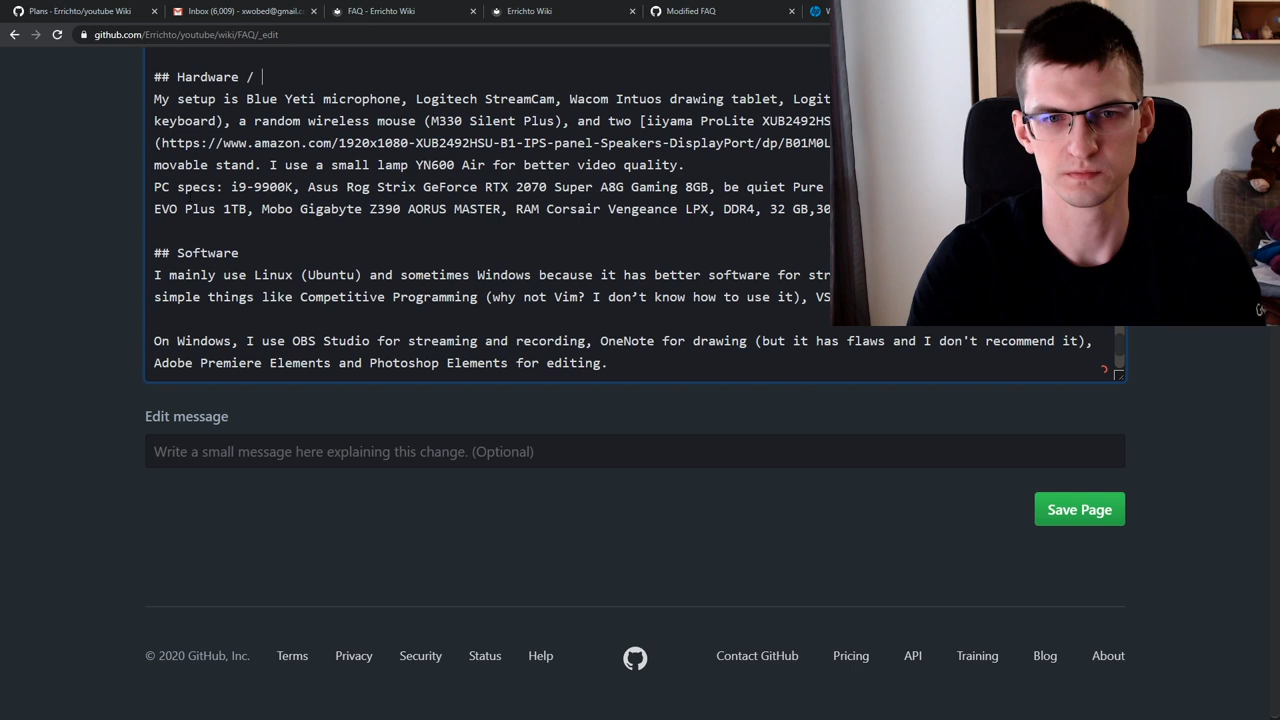 Plans · Errichto/youtube Wiki
Inbox (6,009) - xwobed@gmail.c
FAQ - Errichto Wiki
Errichto Wiki
Modified FAQ
W
github.com/Errichto/youtube/wiki/FAQ/_edit
## Hardware /
My setup is Blue Yeti microphone, Logitech StreamCam, Wacom Intuos drawing tablet, Logit
keyboard), a random wireless mouse (M330 Silent Plus), and two [iiyama ProLite XUB2492HS
(https://www.amazon.com/1920x1080-XUB2492HSU-B1-IPS-panel-Speakers-DisplayPort/dp/B01M0L
movable stand. I use a small lamp YN600 Air for better video quality.
PC specs: i9-9900K, Asus Rog Strix GeForce RTX 2070 Super A8G Gaming 8GB, be quiet Pure
EVO Plus 1TB, Mobo Gigabyte Z390 AORUS MASTER, RAM Corsair Vengeance LPX, DDR4, 32 GB,30
## Software
I mainly use Linux (Ubuntu) and sometimes Windows because it has better software for str
simple things like Competitive Programming (why not Vim? I don’t know how to use it), VS
On Windows, I use OBS Studio for streaming and recording, OneNote for drawing (but it has flaws and I don't recommend it),
Adobe Premiere Elements and Photoshop Elements for editing.
Edit message
Write a small message here explaining this change. (Optional)
Save Page
© 2020 GitHub, Inc. Terms Privacy Security Status Help Contact GitHub Pricing API Training Blog About